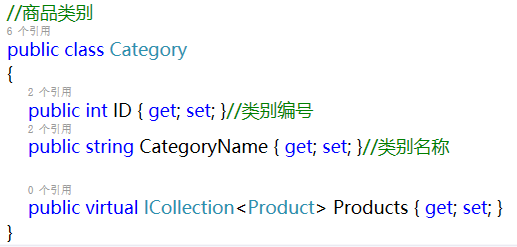 //商品类别
6 个引用
public class Category
{
2 个引用
public int ID { get; set; }//类别编号
2 个引用
public string CategoryName { get; set; }//类别名称
0 个引用
public virtual ICollection<Product> Products { get; set; }
}